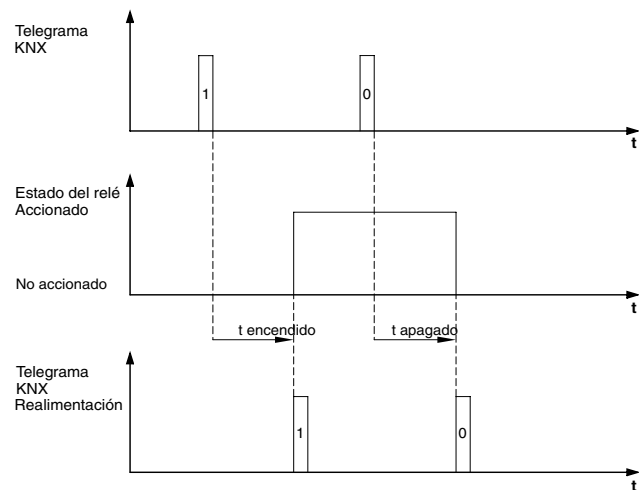 Telegrama
KNX
1
0
t
Estado del relé
Accionado
No accionado
t
t encendido
t apagado
Telegrama
KNX
Realimentación
1
0
t